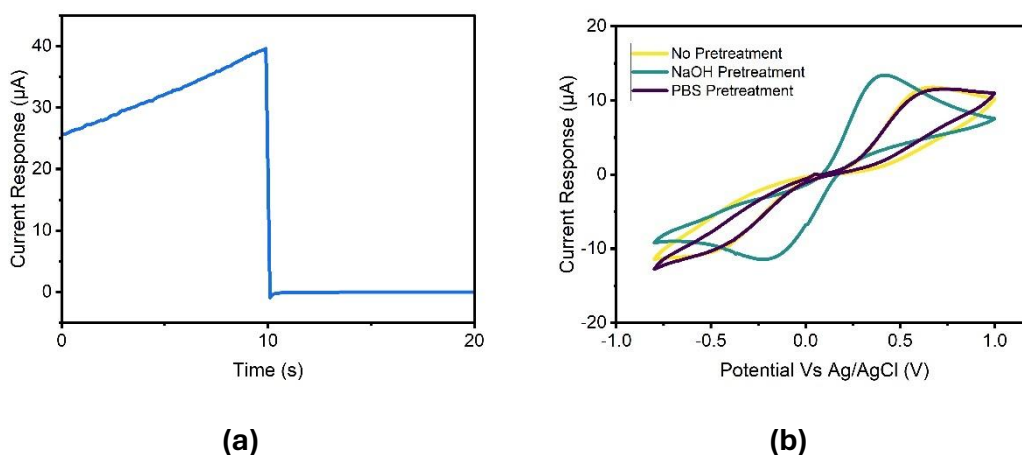 40
30
20
10
0
Current Response (µA)
0
10
20
Time (s)
(a)
20
10
0
-10
-20
Current Response (µA)
No Pretreatment
NaOH Pretreatment
PBS Pretreatment
-1.0
-0.5
0.0
0.5
1.0
Potential Vs Ag/AgCl (V)
(b)